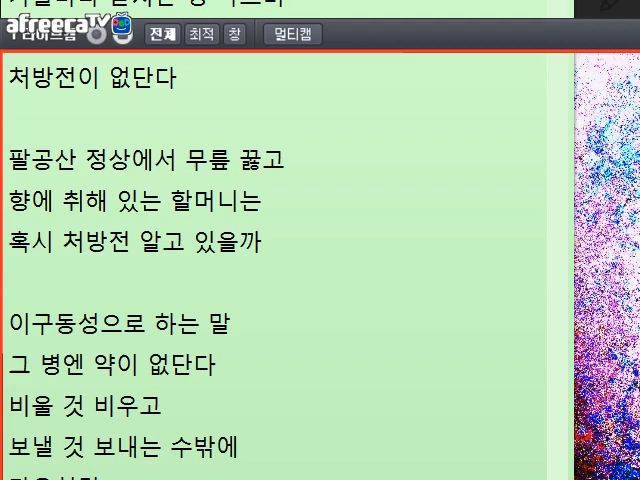 afreecaTV
전체 최적 창 멀티캠
처방전이 없단다
팔공산 정상에서 무릎 꿇고
향에 취해 있는 할머니는
혹시 처방전 알고 있을까
이구동성으로 하는 말
그 병엔 약이 없단다
비울 것 비우고
보낼 것 보내는 수밖에